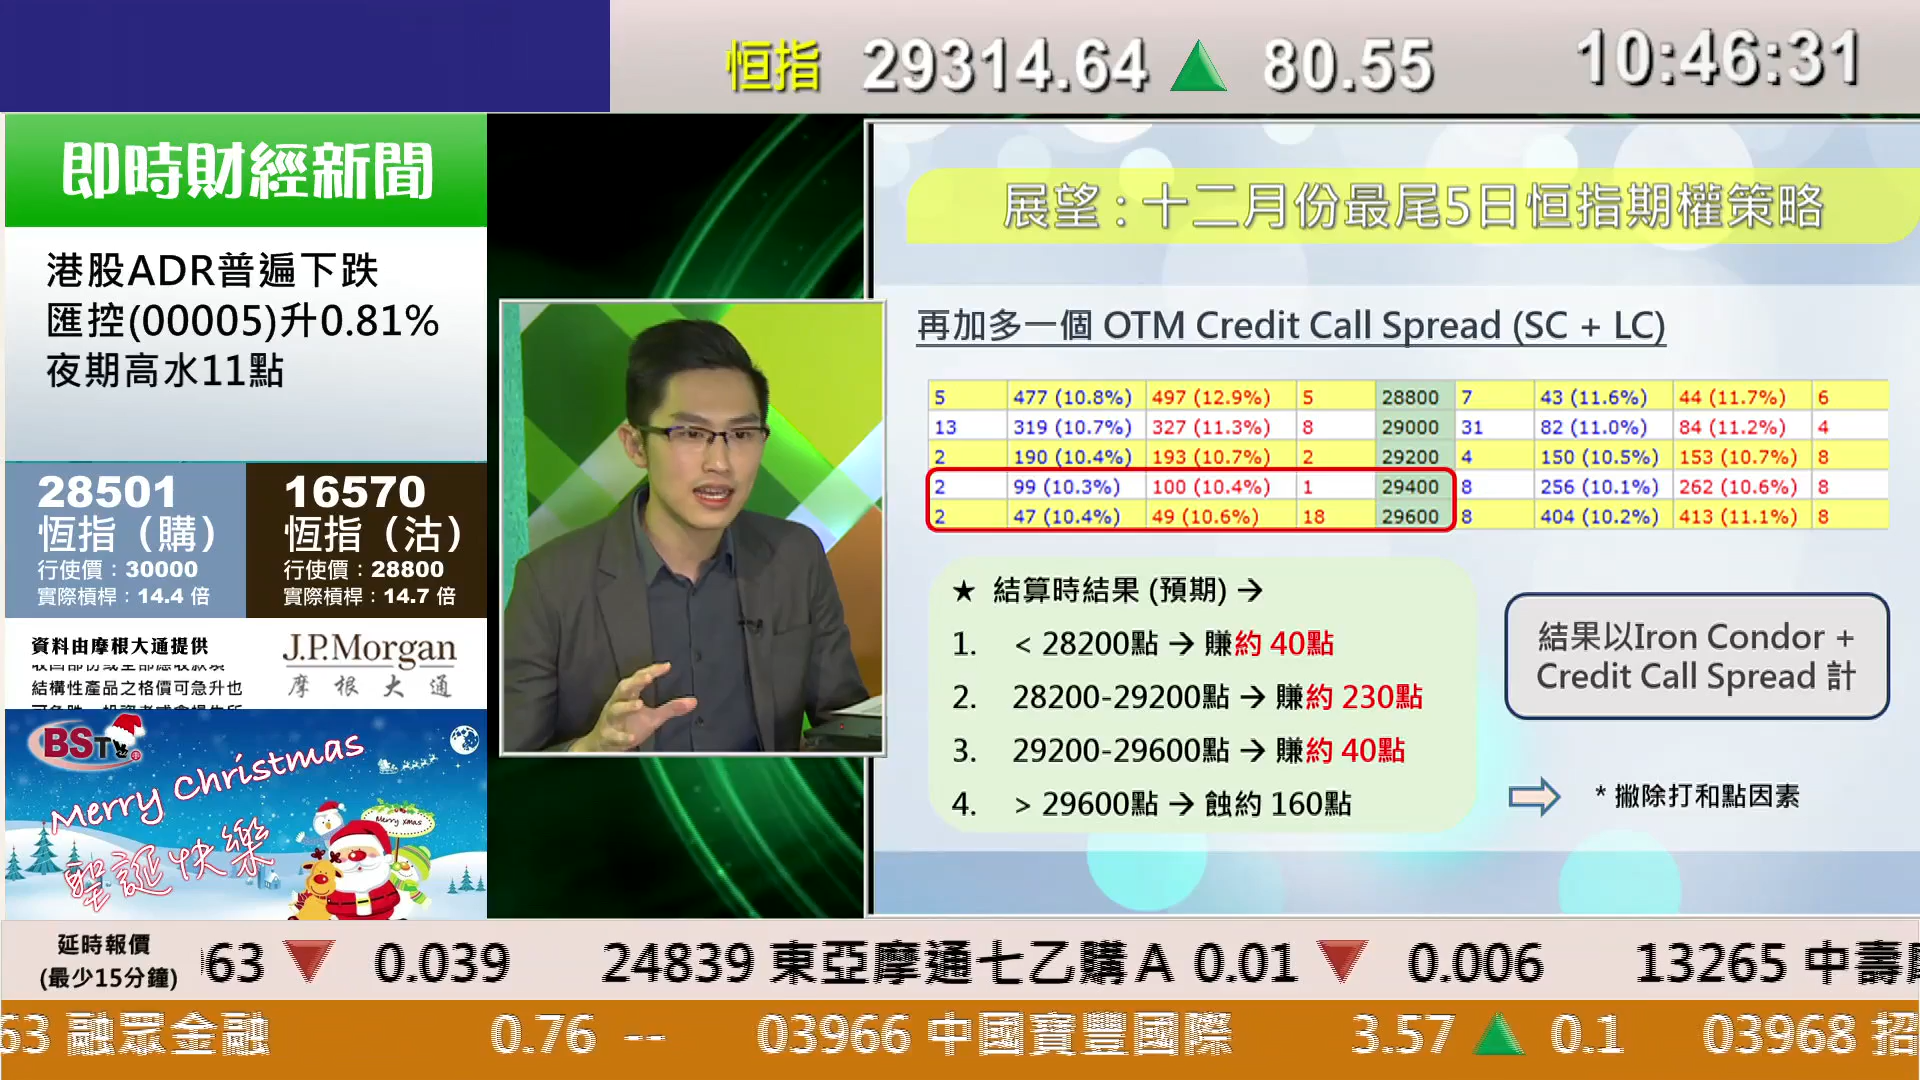 恒指 29314.64 ▲ 80.55 10:46:31
即時財經新聞
港股ADR普遍下跌
匯控(00005)升0.81%
夜期高水11點
28501
恆指（購）
行使價：30000
實際槓桿：14.4 倍
16570
恆指（沽）
行使價：28800
實際槓桿：14.7 倍
資料由摩根大通提供
結構性產品之格價可急升也
J.P.Morgan
摩根大通
BSTV
Merry Christmas
聖誕快樂
Merry Xmas
展望：十二月份最尾5日恒指期權策略
再加多一個 OTM Credit Call Spread (SC + LC)
5 477 (10.8%) 497 (12.9%) 5 28800 7 43 (11.6%) 44 (11.7%) 6
13 319 (10.7%) 327 (11.3%) 8 29000 31 82 (11.0%) 84 (11.2%) 4
2 190 (10.4%) 193 (10.7%) 2 29200 4 150 (10.5%) 153 (10.7%) 8
2 99 (10.3%) 100 (10.4%) 1 29400 8 256 (10.1%) 262 (10.6%) 8
2 47 (10.4%) 49 (10.6%) 18 29600 8 404 (10.2%) 413 (11.1%) 8
★ 結算時結果 (預期) →
1. < 28200點 → 賺約 40點
2. 28200-29200點 → 賺約 230點
3. 29200-29600點 → 賺約 40點
4. > 29600點 → 蝕約 160點
結果以Iron Condor +
Credit Call Spread 計
* 撇除打和點因素
延時報價
(最少15分鐘)
63 ▼ 0.039 24839 東亞摩通七乙購A 0.01 ▼ 0.006 13265 中壽
63 融眾金融 0.76 -- 03966 中國寶豐國際 3.57 ▲ 0.1 03968 招